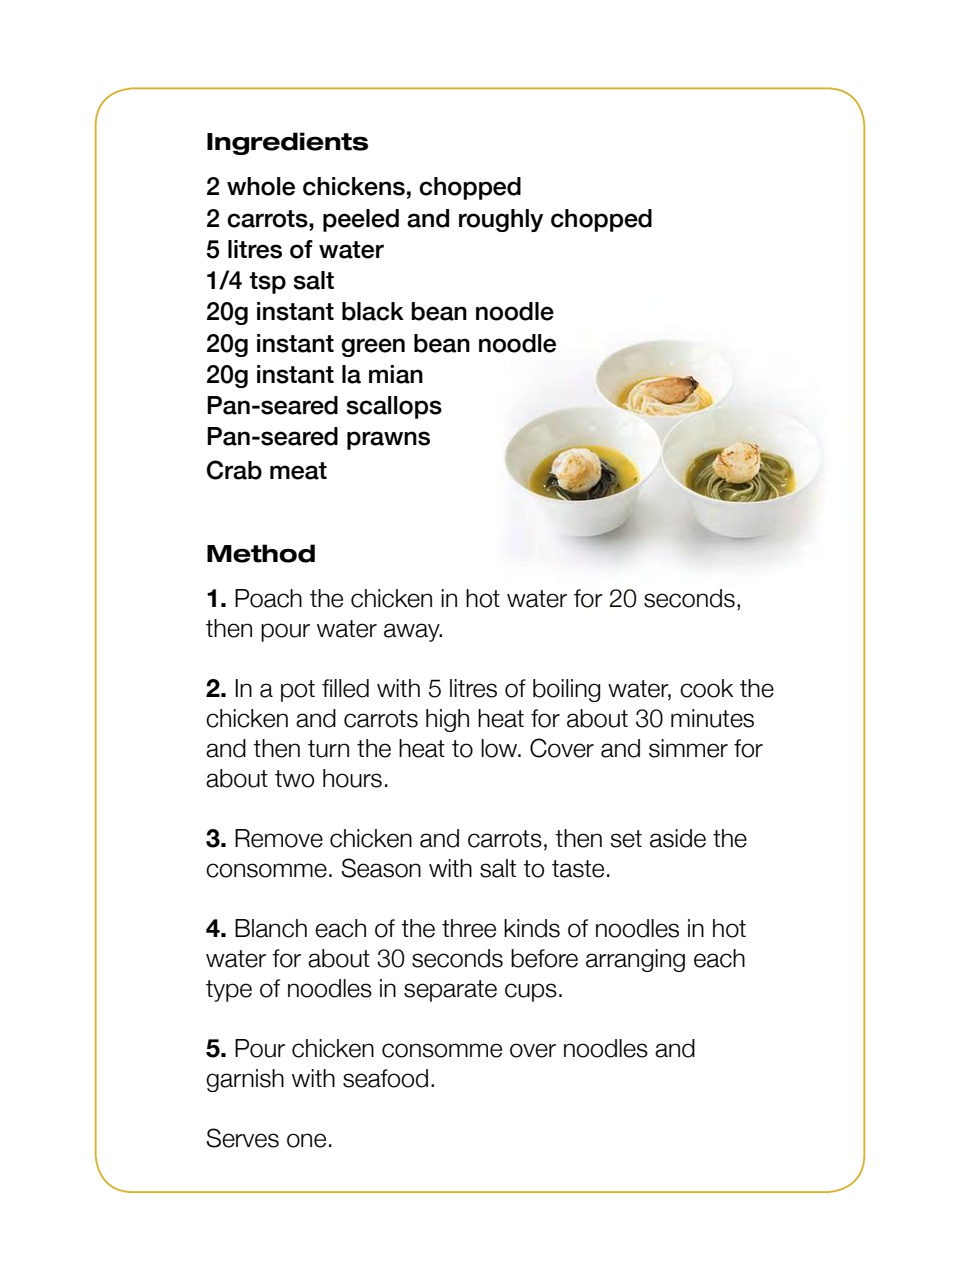 Ingredients
2 whole chickens, chopped
2 carrots, peeled and roughly chopped
5 litres of water
1/4 tsp salt
20g instant black bean noodle
20g instant green bean noodle
20g instant la mian
Pan-seared scallops
Pan-seared prawns
Crab meat
Method
1. Poach the chicken in hot water for 20 seconds,
then pour water away.
2. In a pot filled with 5 litres of boiling water, cook the
chicken and carrots high heat for about 30 minutes
and then turn the heat to low. Cover and simmer for
about two hours.
3. Remove chicken and carrots, then set aside the
consomme. Season with salt to taste.
4. Blanch each of the three kinds of noodles in hot
water for about 30 seconds before arranging each
type of noodles in separate cups.
5. Pour chicken consomme over noodles and
garnish with seafood.
Serves one.